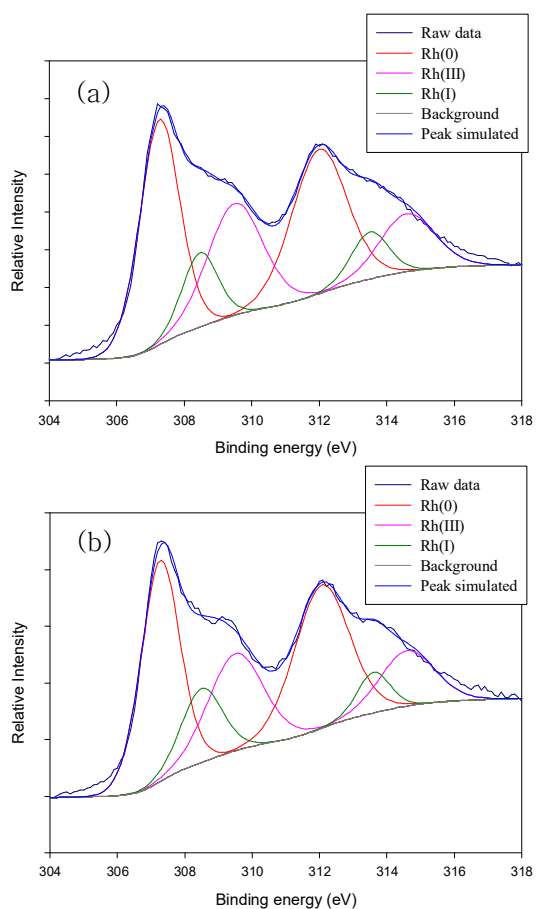 Raw data
Rh(0)
Rh(III)
Rh(I)
Background
Peak simulated
(a)
Relative Intensity
304 306 308 310 312 314 316 318
Binding energy (eV)
Raw data
Rh(0)
Rh(III)
Rh(I)
Background
Peak simulated
(b)
Relative Intensity
304 306 308 310 312 314 316 318
Binding energy (eV)